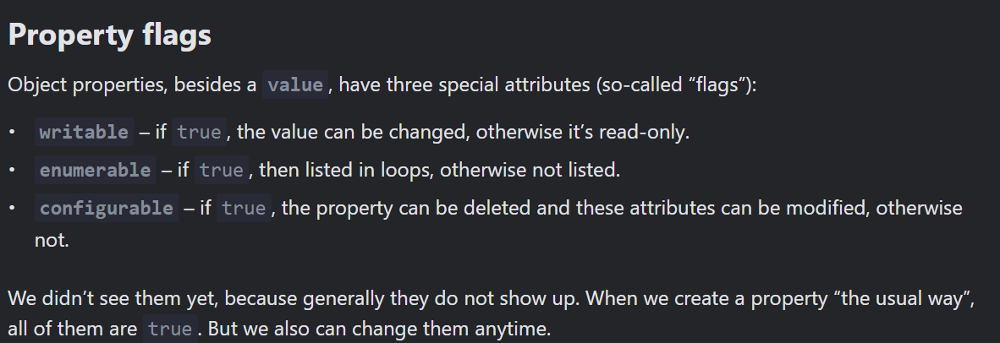 Property flags
Object properties, besides a value, have three special attributes (so-called “flags”):
• writable – if true, the value can be changed, otherwise it’s read-only.
• enumerable – if true, then listed in loops, otherwise not listed.
• configurable – if true, the property can be deleted and these attributes can be modified, otherwise
not.
We didn’t see them yet, because generally they do not show up. When we create a property “the usual way”,
all of them are true. But we also can change them anytime.